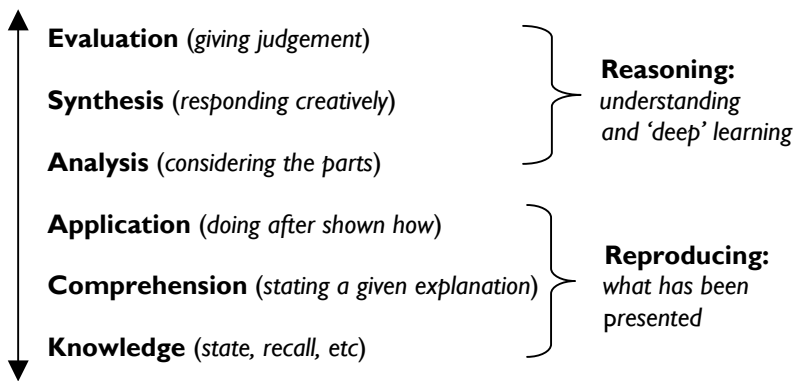 Evaluation (giving judgement)
Synthesis (responding creatively)
Analysis (considering the parts)
Reasoning:
understanding
and ‘deep’ learning
Application (doing after shown how)
Comprehension (stating a given explanation)
Knowledge (state, recall, etc)
Reproducing:
what has been
presented